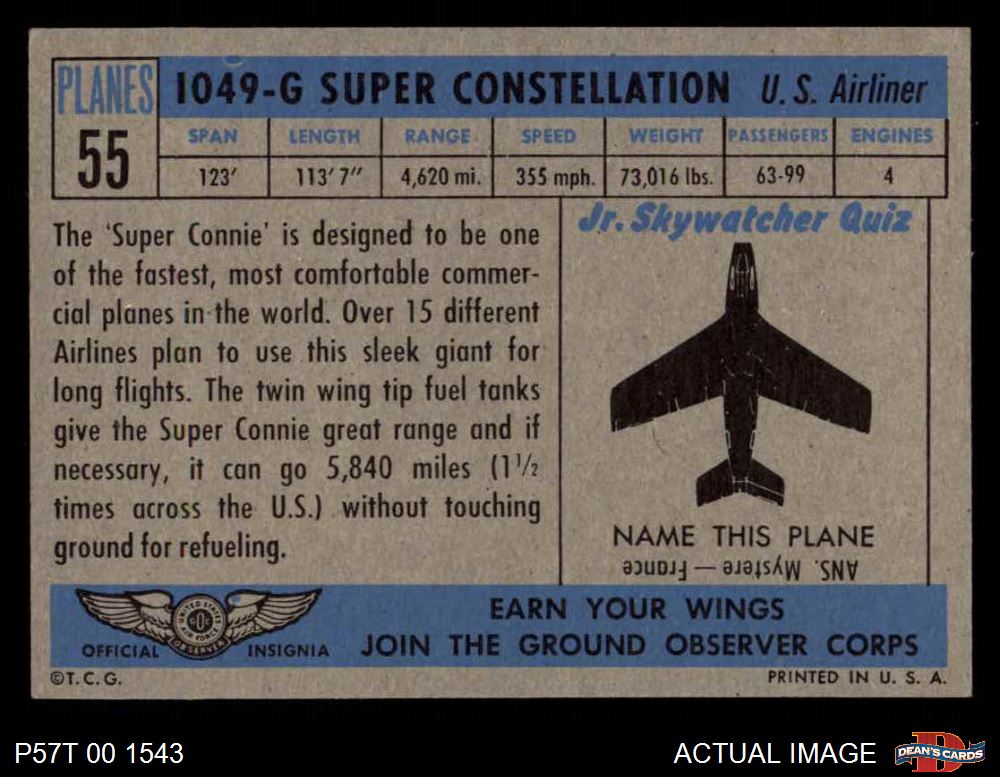 PLANES
55
1049-G SUPER CONSTELLATION U. S. Airliner
SPAN LENGTH RANGE SPEED WEIGHT PASSENGERS ENGINES
123' 113' 7'' 4,620 mi. 355 mph. 73,016 lbs. 63-99 4
The 'Super Connie' is designed to be one
of the fastest, most comfortable commer-
cial planes in the world. Over 15 different
Airlines plan to use this sleek giant for
long flights. The twin wing tip fuel tanks
give the Super Connie great range and if
necessary, it can go 5,840 miles (1½
times across the U.S.) without touching
ground for refueling.
Jr. Skywatcher Quiz
NAME THIS PLANE
ANS. Mystere — France
UNITED STATES
GOC
AIR FORCE
OFFICIAL INSIGNIA
EARN YOUR WINGS
JOIN THE GROUND OBSERVER CORPS
©T. C. G.
PRINTED IN U. S. A.
P57T 00 1543
ACTUAL IMAGE
DEAN'S CARDS